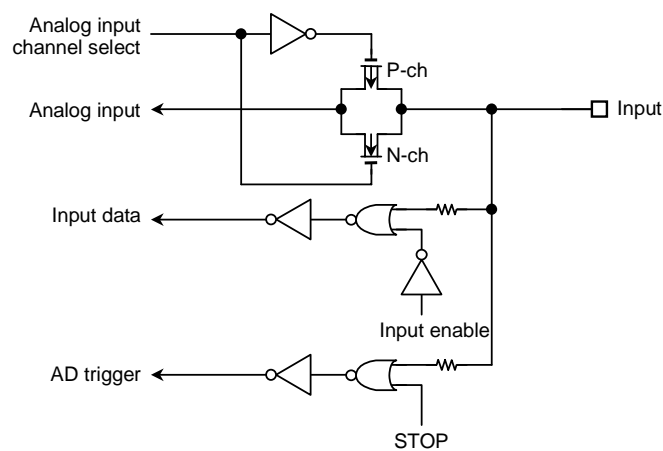 Analog input
channel select
P-ch
Analog input
Input
N-ch
Input data
Input enable
AD trigger
STOP